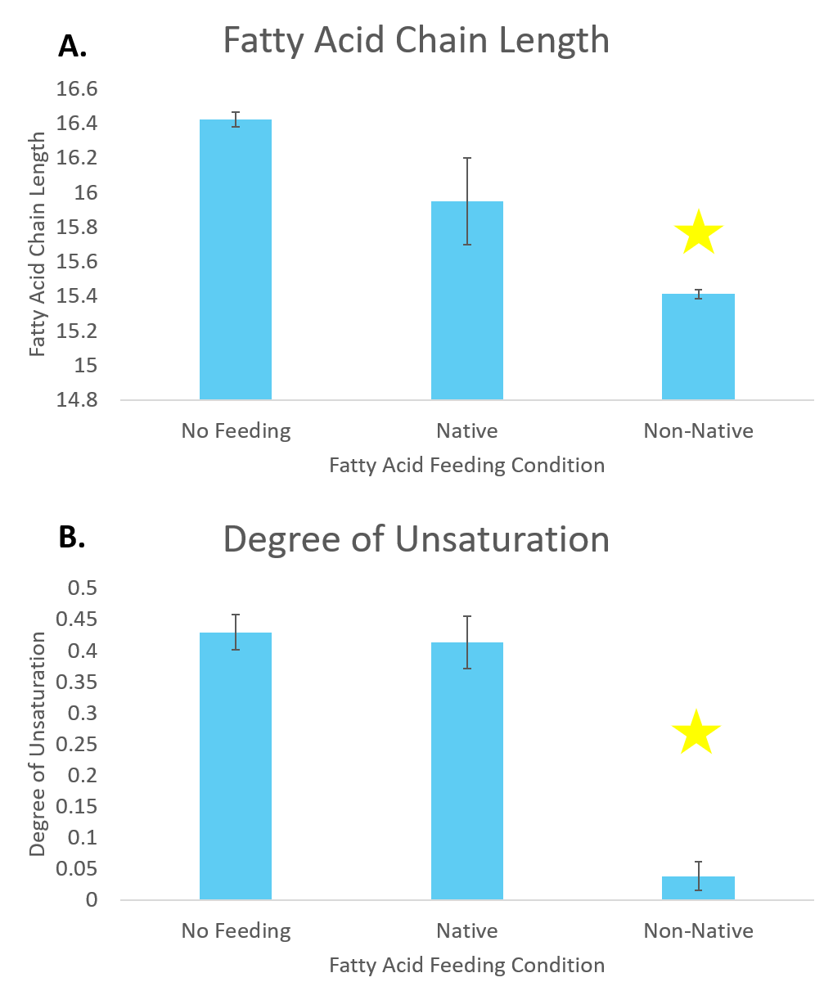 A.
Fatty Acid Chain Length
Fatty Acid Chain Length
16.6
16.4
16.2
16
15.8
15.6
15.4
15.2
15
14.8
No Feeding Native Non-Native
Fatty Acid Feeding Condition
B.
Degree of Unsaturation
Degree of Unsaturation
0.5
0.45
0.4
0.35
0.3
0.25
0.2
0.15
0.1
0.05
0
No Feeding Native Non-Native
Fatty Acid Feeding Condition